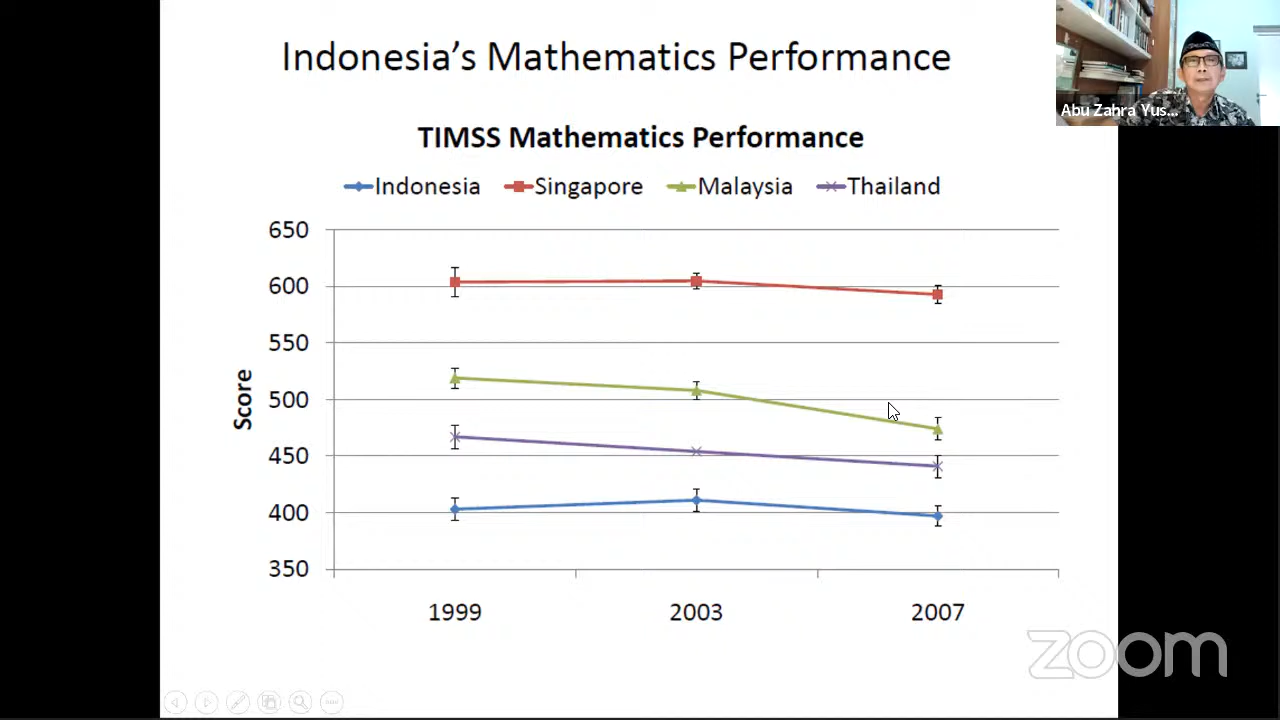 Indonesia's Mathematics Performance
Abu Zahra Yus...
TIMSS Mathematics Performance
Indonesia Singapore Malaysia Thailand
650
600
550
500
450
400
350
Score
1999 2003 2007
zoom